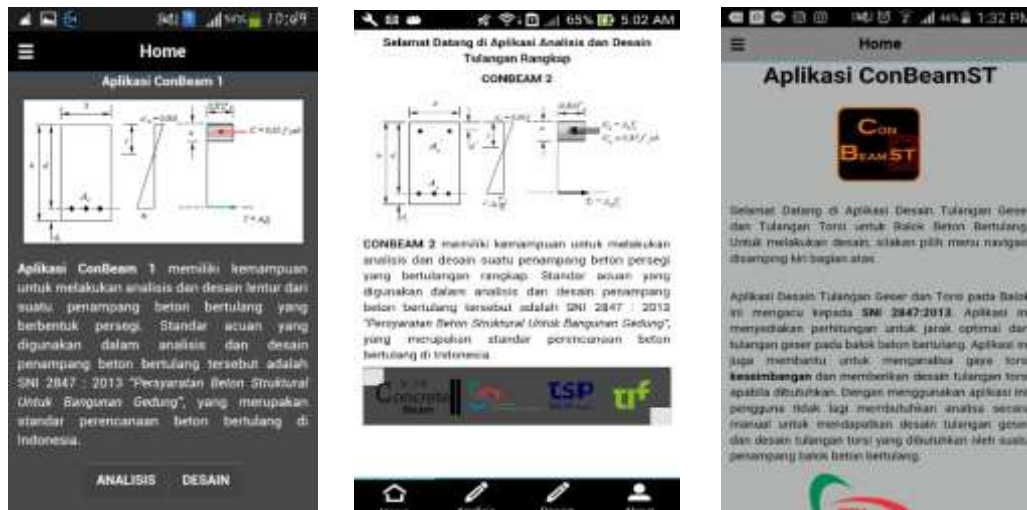 10:09
Home
Aplikasi ConBeam 1
Aplikasi ConBeam 1 memiliki kemampuan
untuk melakukan analisis dan desain lentur dari
suatu penampang beton bertulang yang
berbentuk persegi. Standar acuan yang
digunakan dalam analisis dan desain
penampang beton bertulang tersebut adalah
SNI 2847 : 2013 "Persyaratan Beton Struktural
Untuk Bangunan Gedung", yang merupakan
standar perencanaan beton bertulang di
Indonesia.
ANALISIS DESAIN
65% 5.02 AM
Selamat Datang di Aplikasi Analisis dan Desain
Tulangan Rangkap
CONBEAM 2
CONBEAM 2 memiliki kemampuan untuk melakukan
analisis dan desain suatu penampang beton persegi
yang bertulangan rangkap. Standar acuan yang
digunakan dalam analisis dan desain penampang
beton bertulang tersebut adalah SNI 2847 : 2013
"Persyaratan Beton Struktural Untuk Bangunan Gedung",
yang merupakan standar perencanaan beton
bertulang di Indonesia.
Concrete
Beam
TSP
1:32 PM
Home
Aplikasi ConBeamST
CON
BEAM ST
Selamat Datang di Aplikasi Desain Tulangan Geser
dan Tulangan Torsi untuk Balok Beton Bertulang
Untuk melakukan desain, silakan pilih menu navigasi
disamping kiri bagian atas
Aplikasi Desain Tulangan Geser dan Torsi pada Balok
ini mengacu kepada SNI 2847:2013. Aplikasi ini
menyediakan perhitungan untuk jarak optimal dan
tulangan geser pada balok beton bertulang. Aplikasi ini
juga membantu untuk menganalisa gaya torsi
keseimbangan dan memberikan desain tulangan torsi
apabila dibutuhkan. Dengan menggunakan aplikasi ini
pengguna tidak lagi membutuhkan analisa secara
manual untuk mendapatkan desain tulangan geser
dan desain tulangan torsi yang dibutuhkan oleh suatu
penampang balok beton bertulang.